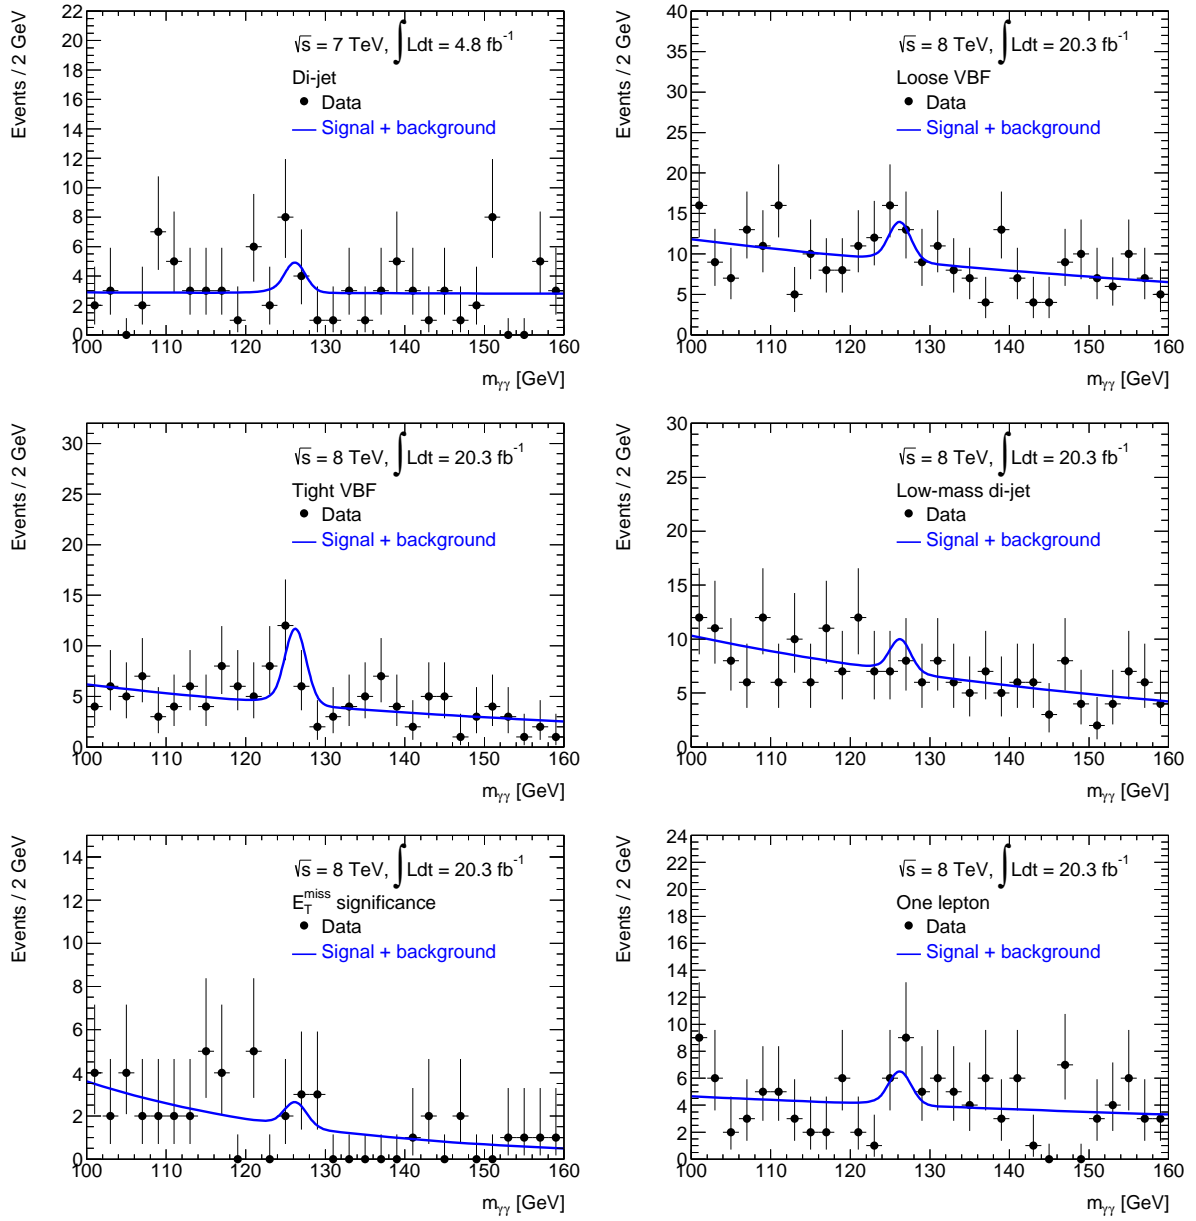 Events / 2 GeV
22
20
18
16
14
12
10
8
6
4
2
0
√s = 7 TeV, ∫Ldt = 4.8 fb⁻¹
Di-jet
Data
Signal + background
100 110 120 130 140 150 160
mγγ [GeV]
Events / 2 GeV
40
35
30
25
20
15
10
5
0
√s = 8 TeV, ∫Ldt = 20.3 fb⁻¹
Loose VBF
Data
Signal + background
100 110 120 130 140 150 160
mγγ [GeV]
Events / 2 GeV
30
25
20
15
10
5
0
√s = 8 TeV, ∫Ldt = 20.3 fb⁻¹
Tight VBF
Data
Signal + background
100 110 120 130 140 150 160
mγγ [GeV]
Events / 2 GeV
30
25
20
15
10
5
0
√s = 8 TeV, ∫Ldt = 20.3 fb⁻¹
Low-mass di-jet
Data
Signal + background
100 110 120 130 140 150 160
mγγ [GeV]
Events / 2 GeV
14
12
10
8
6
4
2
0
√s = 8 TeV, ∫Ldt = 20.3 fb⁻¹
E_T^miss significance
Data
Signal + background
100 110 120 130 140 150 160
mγγ [GeV]
Events / 2 GeV
24
22
20
18
16
14
12
10
8
6
4
2
0
√s = 8 TeV, ∫Ldt = 20.3 fb⁻¹
One lepton
Data
Signal + background
100 110 120 130 140 150 160
mγγ [GeV]